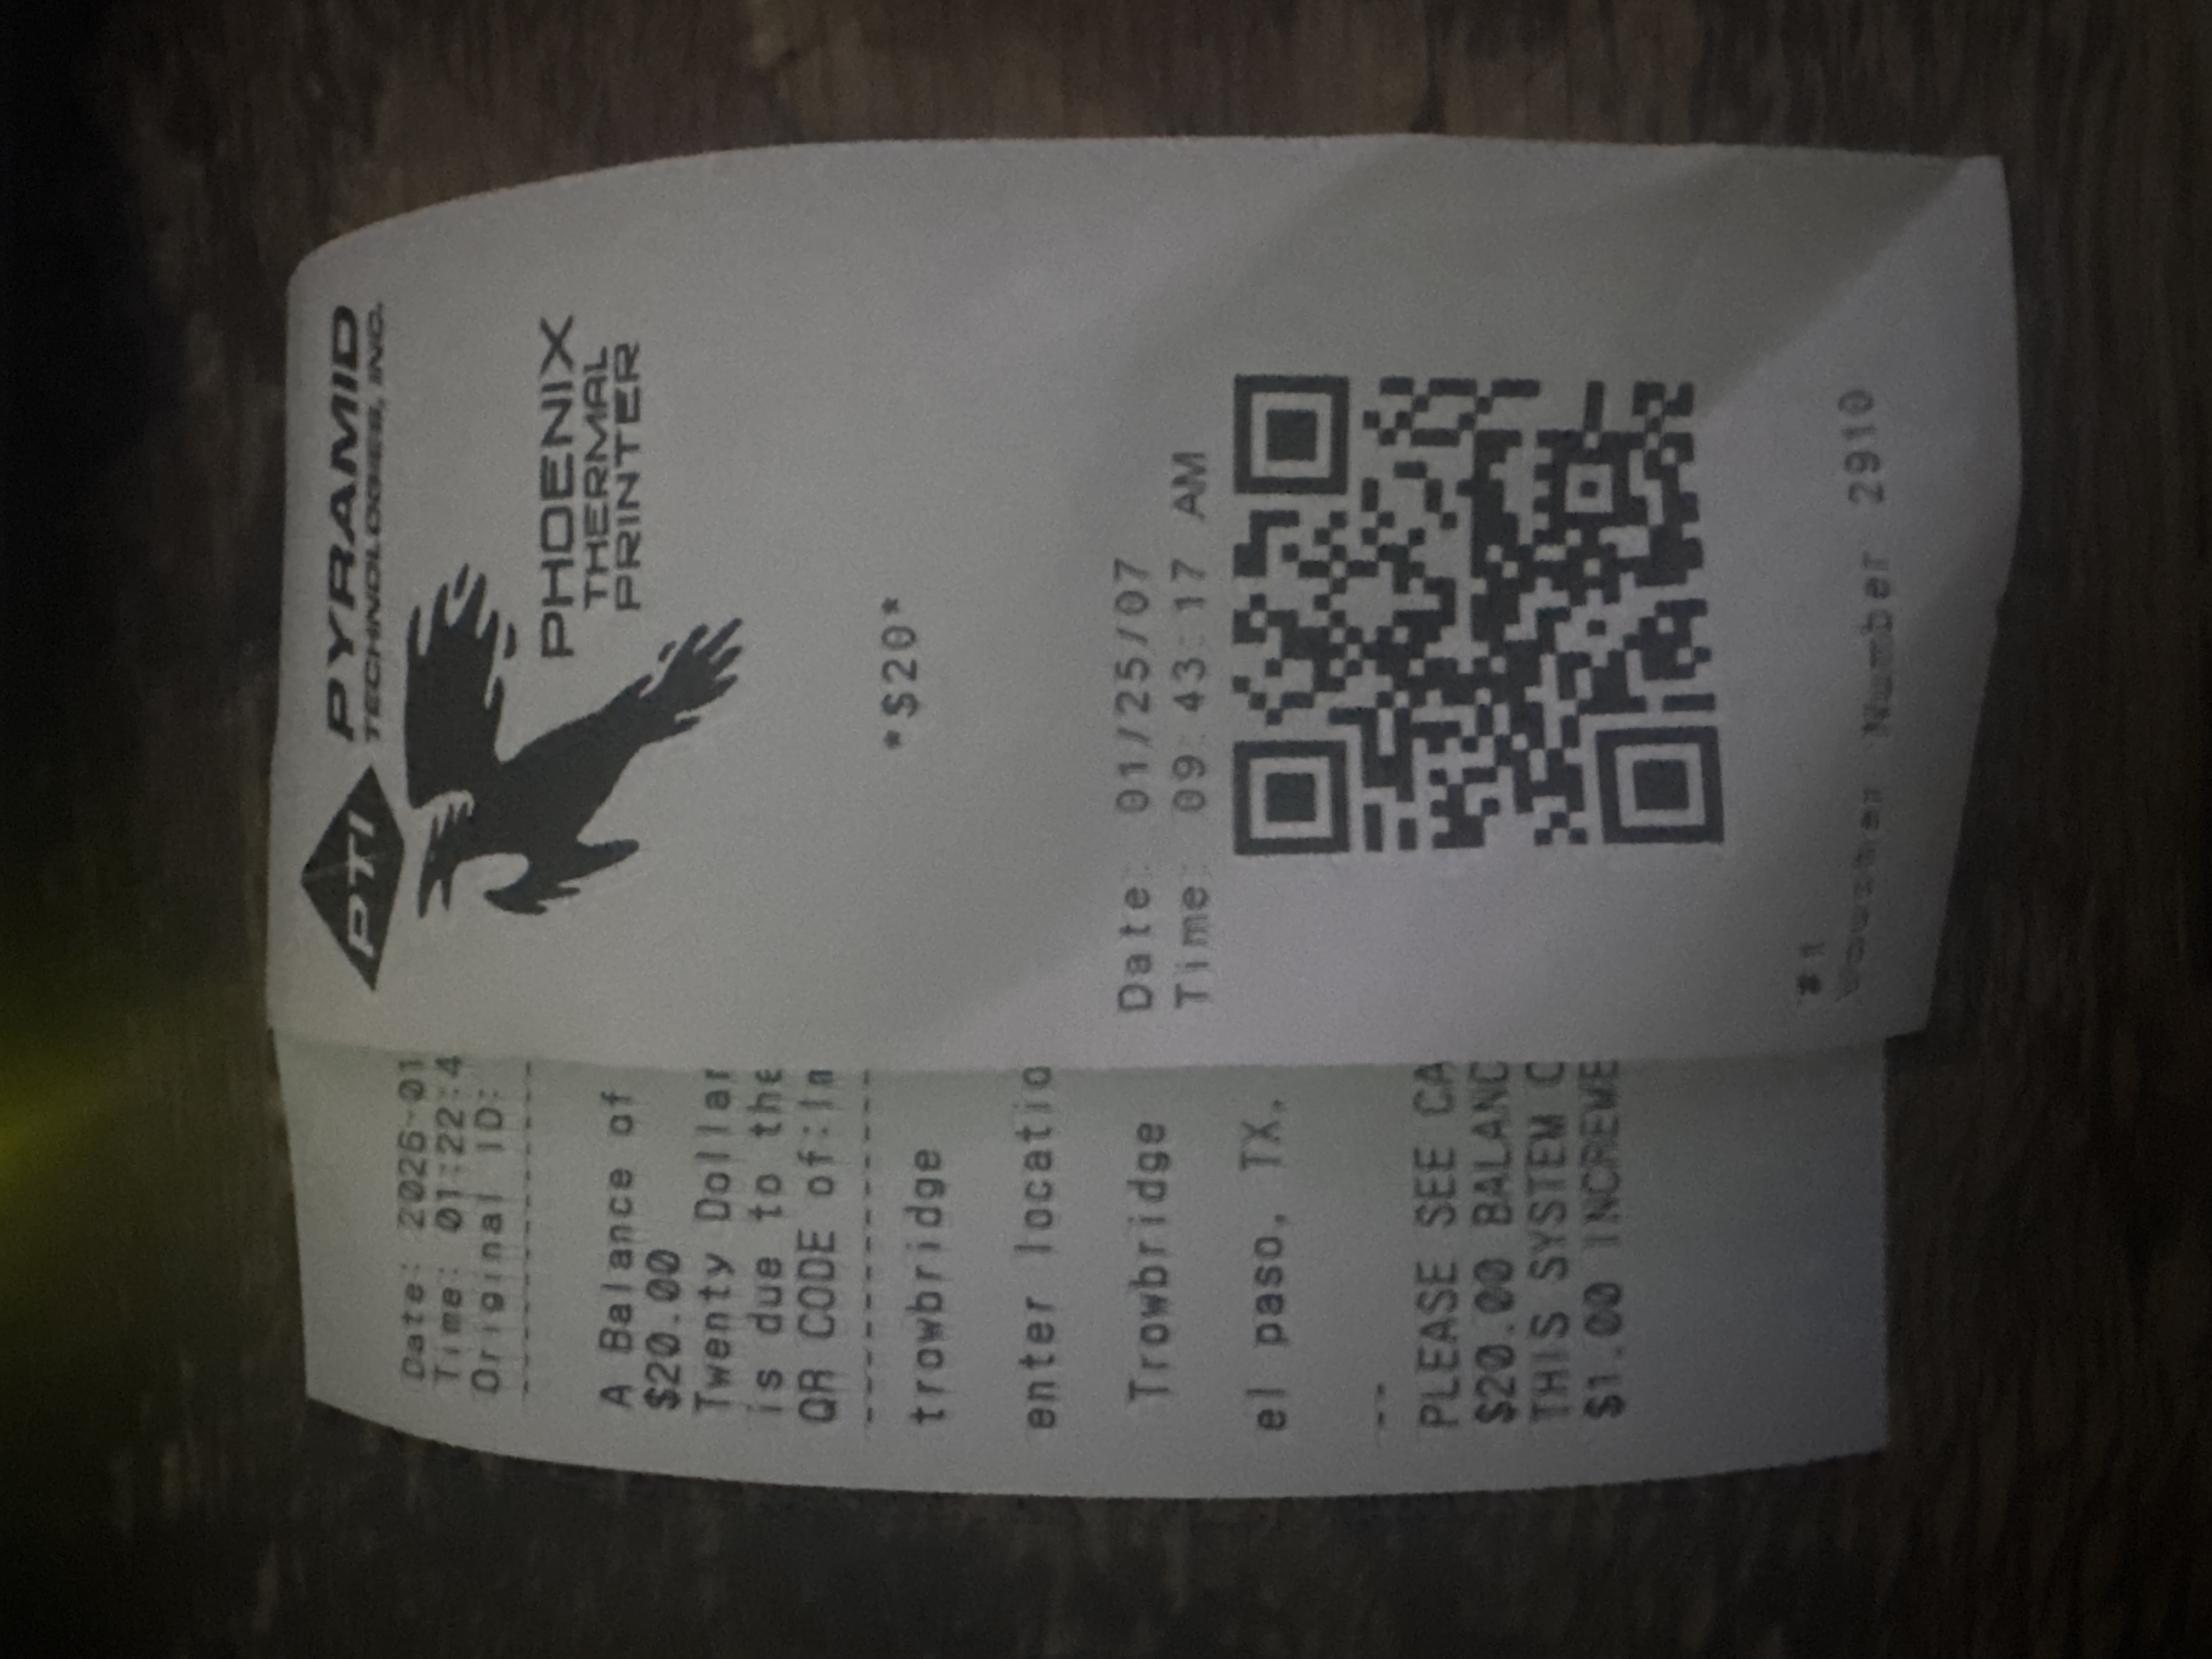 PTI PYRAMID
TECHNOLOGIES, INC.
PHOENIX
THERMAL
PRINTER
*$20*
Date: 01/25/07
Time: 09:43:17 AM
#1
Voucher Number 2910
Date: 2026-01
Time: 01:22:4
Original ID:
A Balance of
$20.00
Twenty Dollar
is due to the
QR CODE of:In
trowbridge
enter locatio
Trowbridge
el paso, TX,
--
PLEASE SEE CA
$20.00 BALANC
THIS SYSTEM C
$1.00 INCREME